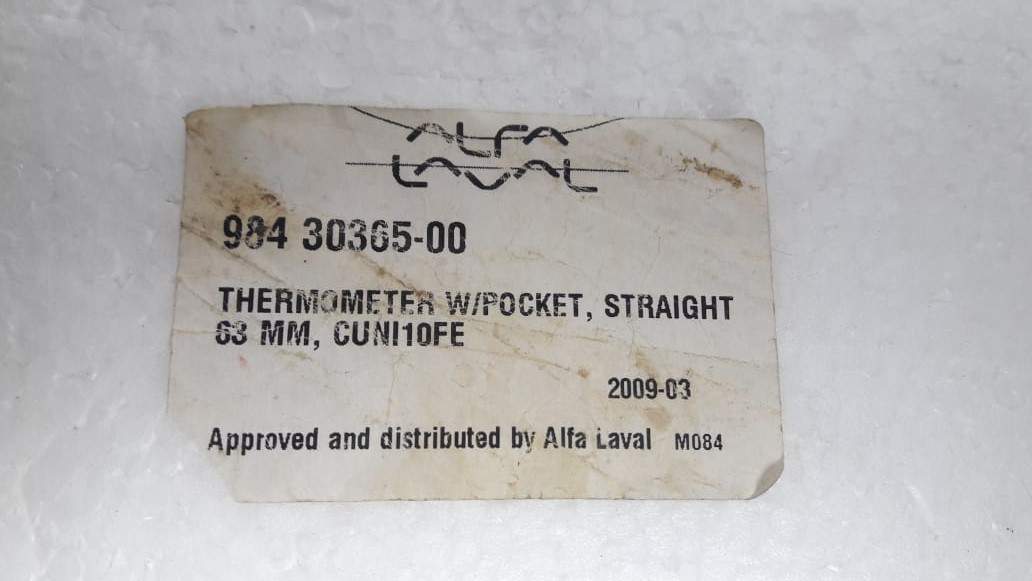 ALFA
LAVAL
984 30365-00
THERMOMETER W/POCKET, STRAIGHT
63 MM, CUNI10FE
2009-03
Approved and distributed by Alfa Laval M084